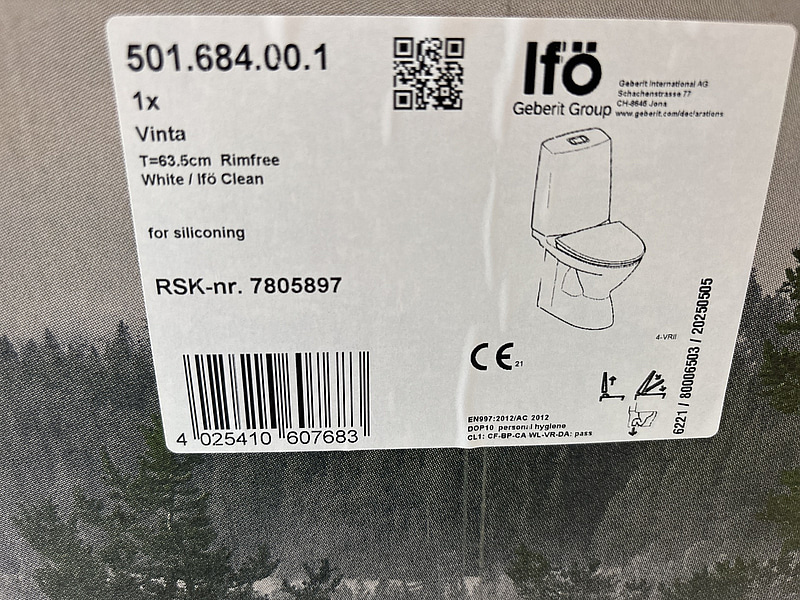 501.684.00.1
1x
Vinta
T=63.5cm Rimfree
White / Ifö Clean
for siliconing
RSK-nr. 7805897
4 025410 607683
Ifö
Geberit Group
Geberit International AG
Schachenstrasse 77
CH-8645 Jona
www.geberit.com/declarations
4-VRII
CE 21
EN997:2012/AC 2012
DOP10 personal hygiene
CL1: CF-BP-CA WL-VR-DA: pass
6221 / 80006503 / 20250505